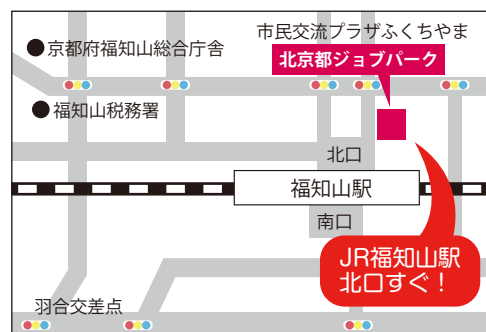 市民交流プラザふくちやま
●京都府福知山総合庁舎
北京都ジョブパーク
●福知山税務署
北口
福知山駅
南口
JR福知山駅
北口すぐ！
羽合交差点